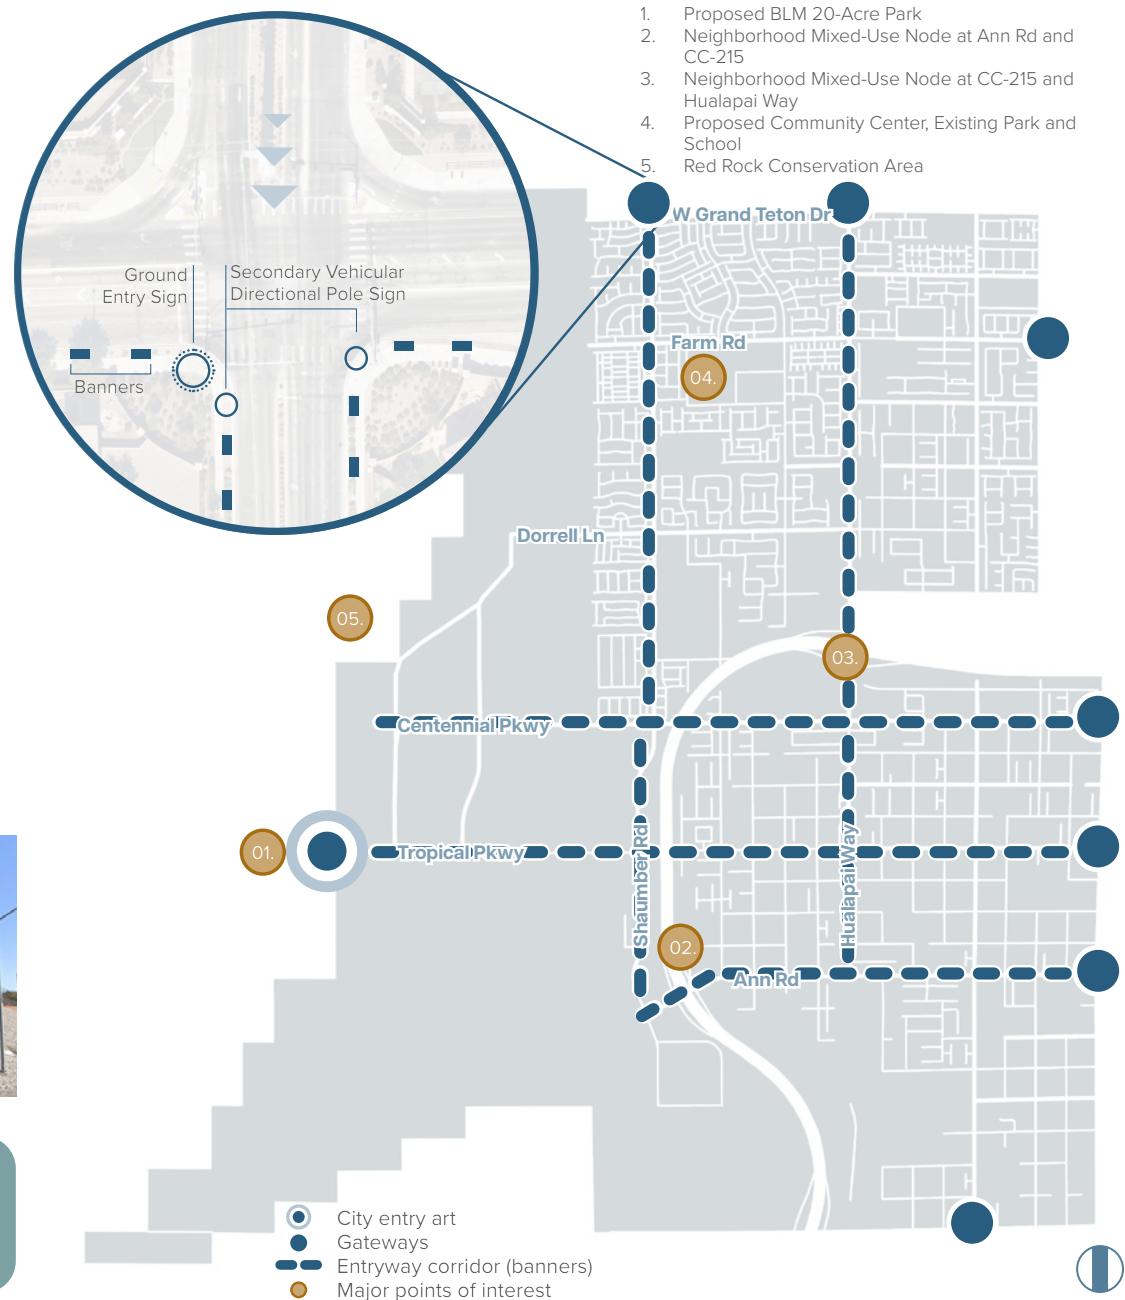 1. Proposed BLM 20-Acre Park
2. Neighborhood Mixed-Use Node at Ann Rd and
CC-215
3. Neighborhood Mixed-Use Node at CC-215 and
Hualapai Way
4. Proposed Community Center, Existing Park and
School
5. Red Rock Conservation Area
W Grand Teton Dr
Ground
Entry Sign
Secondary Vehicular
Directional Pole Sign
Banners
Farm Rd
04.
Dorrell Ln
05.
03.
Centennial Pkwy
01.
Tropical Pkwy
Shaumber Rd
Hualapai Way
02.
Ann Rd
City entry art
Gateways
Entryway corridor (banners)
Major points of interest